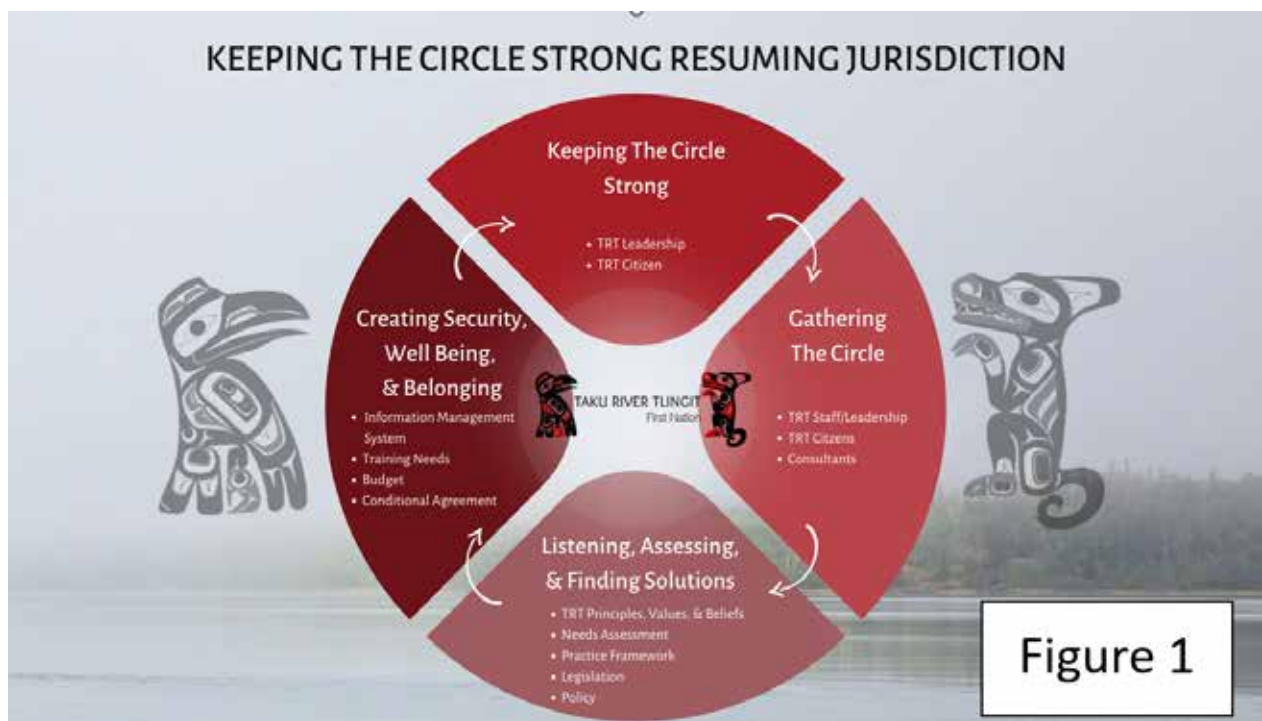 KEEPING THE CIRCLE STRONG RESUMING JURISDICTION
Keeping The Circle
Strong
• TRT Leadership
• TRT Citizen
Gathering
The Circle
• TRT Staff/Leadership
• TRT Citizens
• Consultants
Listening, Assessing,
& Finding Solutions
• TRT Principles, Values, & Beliefs
• Needs Assessment
• Practice Framework
• Legislation
• Policy
Creating Security,
Well Being,
& Belonging
• Information Management
System
• Training Needs
• Budget
• Conditional Agreement
TAKU RIVER TLINGIT
First Nation
Figure 1